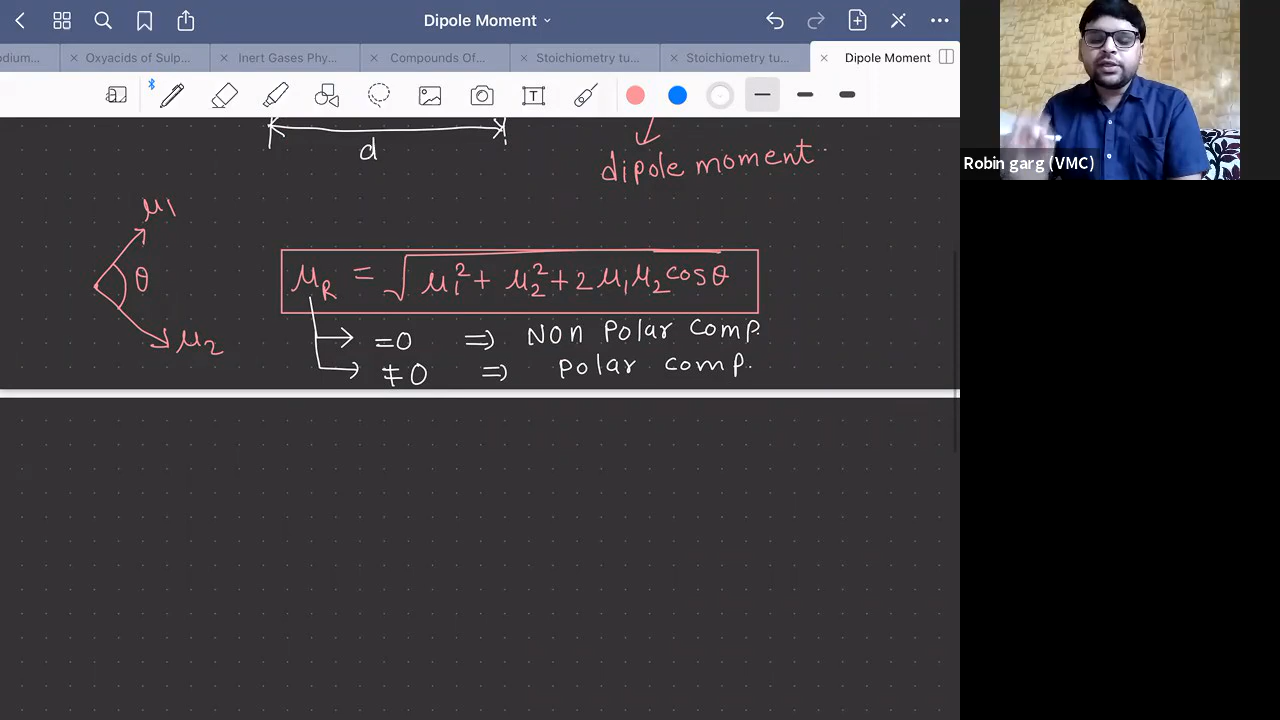 Dipole Moment
odium...
Oxyacids of Sulp...
Inert Gases Phy...
Compounds Of...
Stoichiometry tu...
Stoichiometry tu...
Dipole Moment
T
d
dipole moment
Robin garg (VMC)
μ1
θ
μ2
μR = √μ1² + μ2² + 2μ1μ2cosθ
=0 ⇒ Non Polar Comp.
≠0 ⇒ Polar comp.